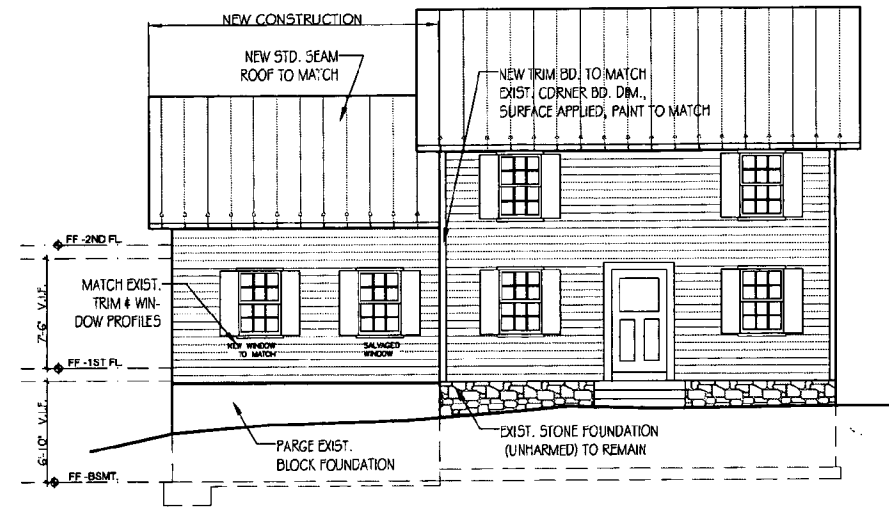 NEW CONSTRUCTION
NEW STD. SEAM
ROOF TO MATCH
NEW TRIM BD. TO MATCH
EXIST. CORNER BD. DIM.,
SURFACE APPLIED, PAINT TO MATCH
FF -2ND FL.
MATCH EXIST.
TRIM & WIN-
DOW PROFILES
7'-6" V.I.F.
NEW WINDOW
TO MATCH
SALVAGED
WINDOW
FF -1ST FL.
6'-10" V.I.F.
PARGE EXIST.
BLOCK FOUNDATION
EXIST. STONE FOUNDATION
(UNHARMED) TO REMAIN
FF -BSMT.